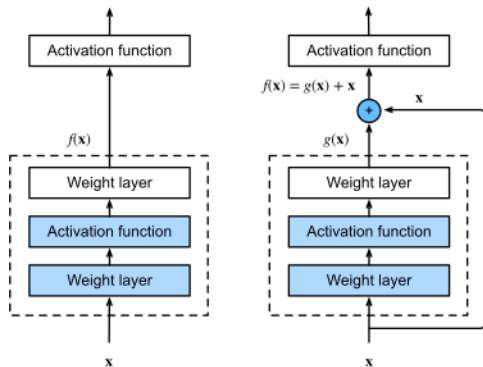 Activation function
f(x)
Weight layer
Activation function
Weight layer
x
Activation function
f(x) = g(x) + x
x
+
g(x)
Weight layer
Activation function
Weight layer
x